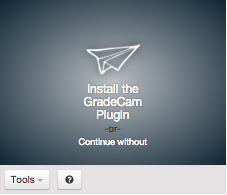 Install the
GradeCam
Plugin
-or-
Continue without
Tools
?